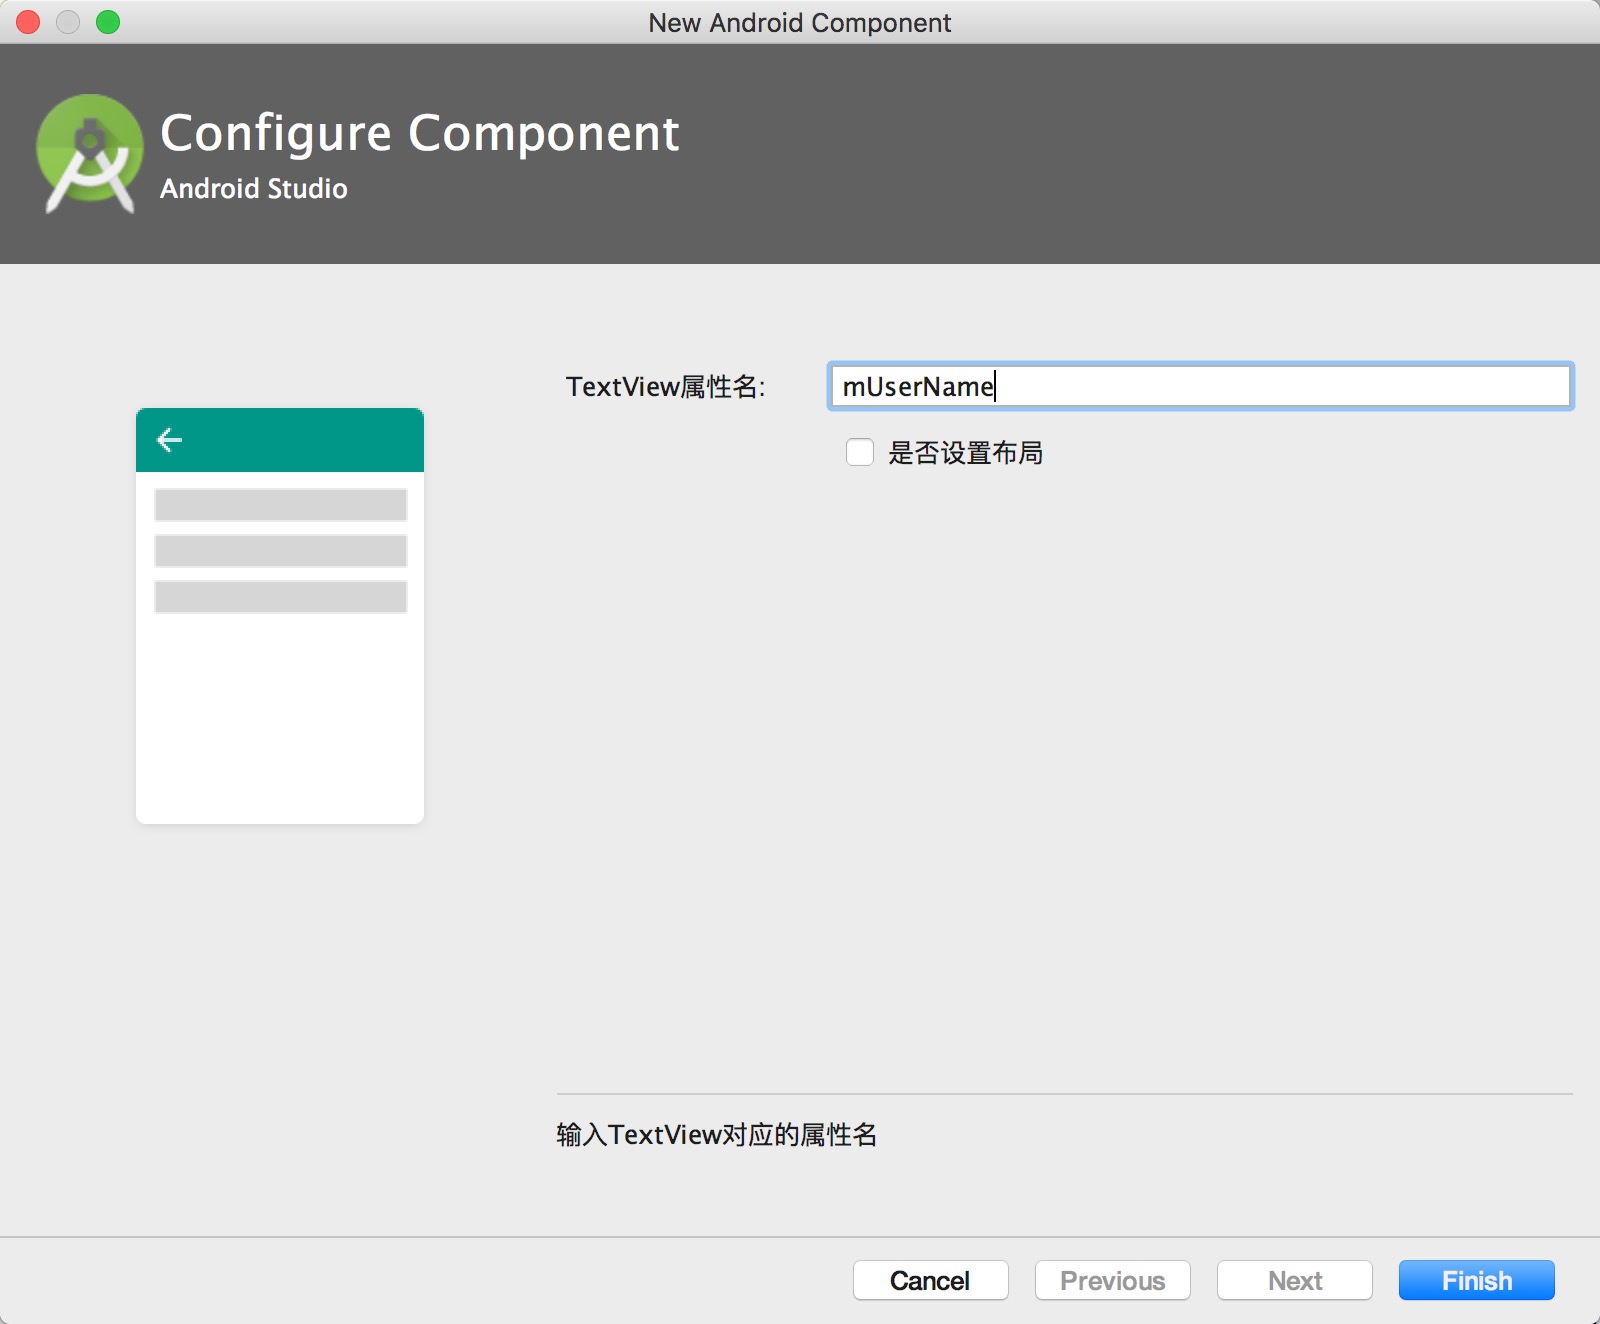 New Android Component
Configure Component
Android Studio
TextView属性名:
mUserName
是否设置布局
输入TextView对应的属性名
Cancel
Previous
Next
Finish